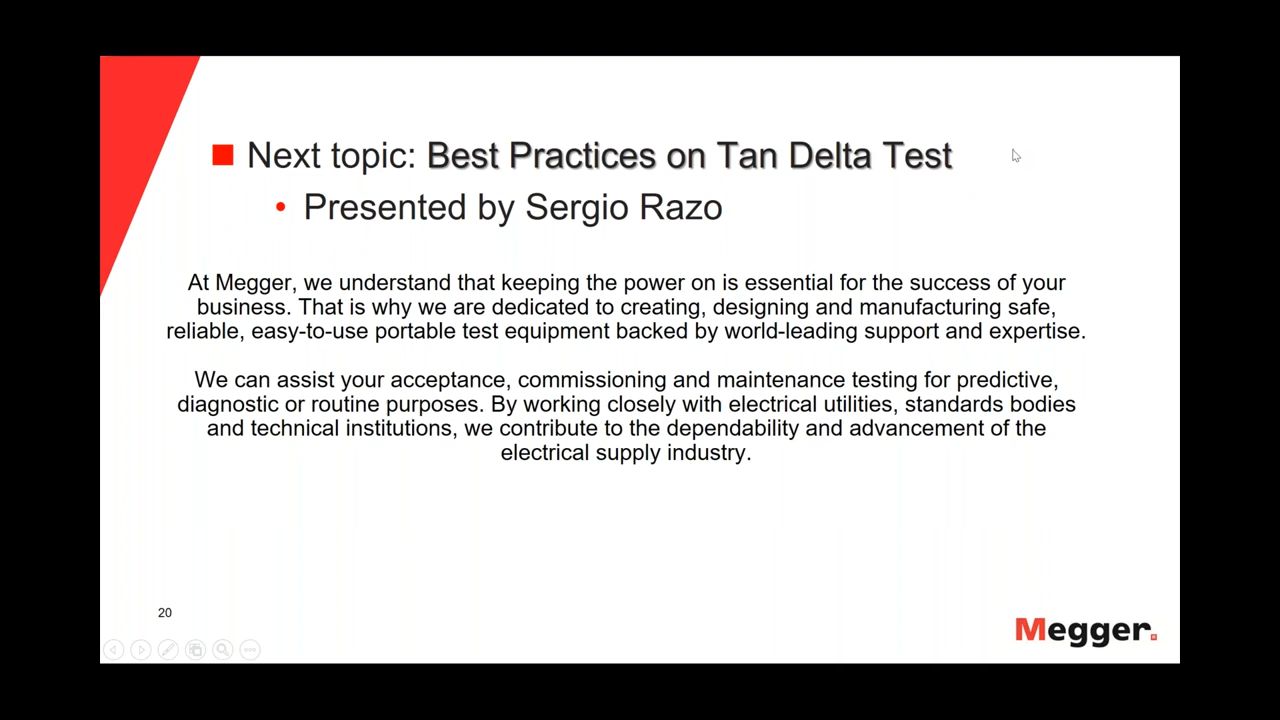 Next topic: Best Practices on Tan Delta Test
Presented by Sergio Razo
At Megger, we understand that keeping the power on is essential for the success of your
business. That is why we are dedicated to creating, designing and manufacturing safe,
reliable, easy-to-use portable test equipment backed by world-leading support and expertise.
We can assist your acceptance, commissioning and maintenance testing for predictive,
diagnostic or routine purposes. By working closely with electrical utilities, standards bodies
and technical institutions, we contribute to the dependability and advancement of the
electrical supply industry.
20
Megger.